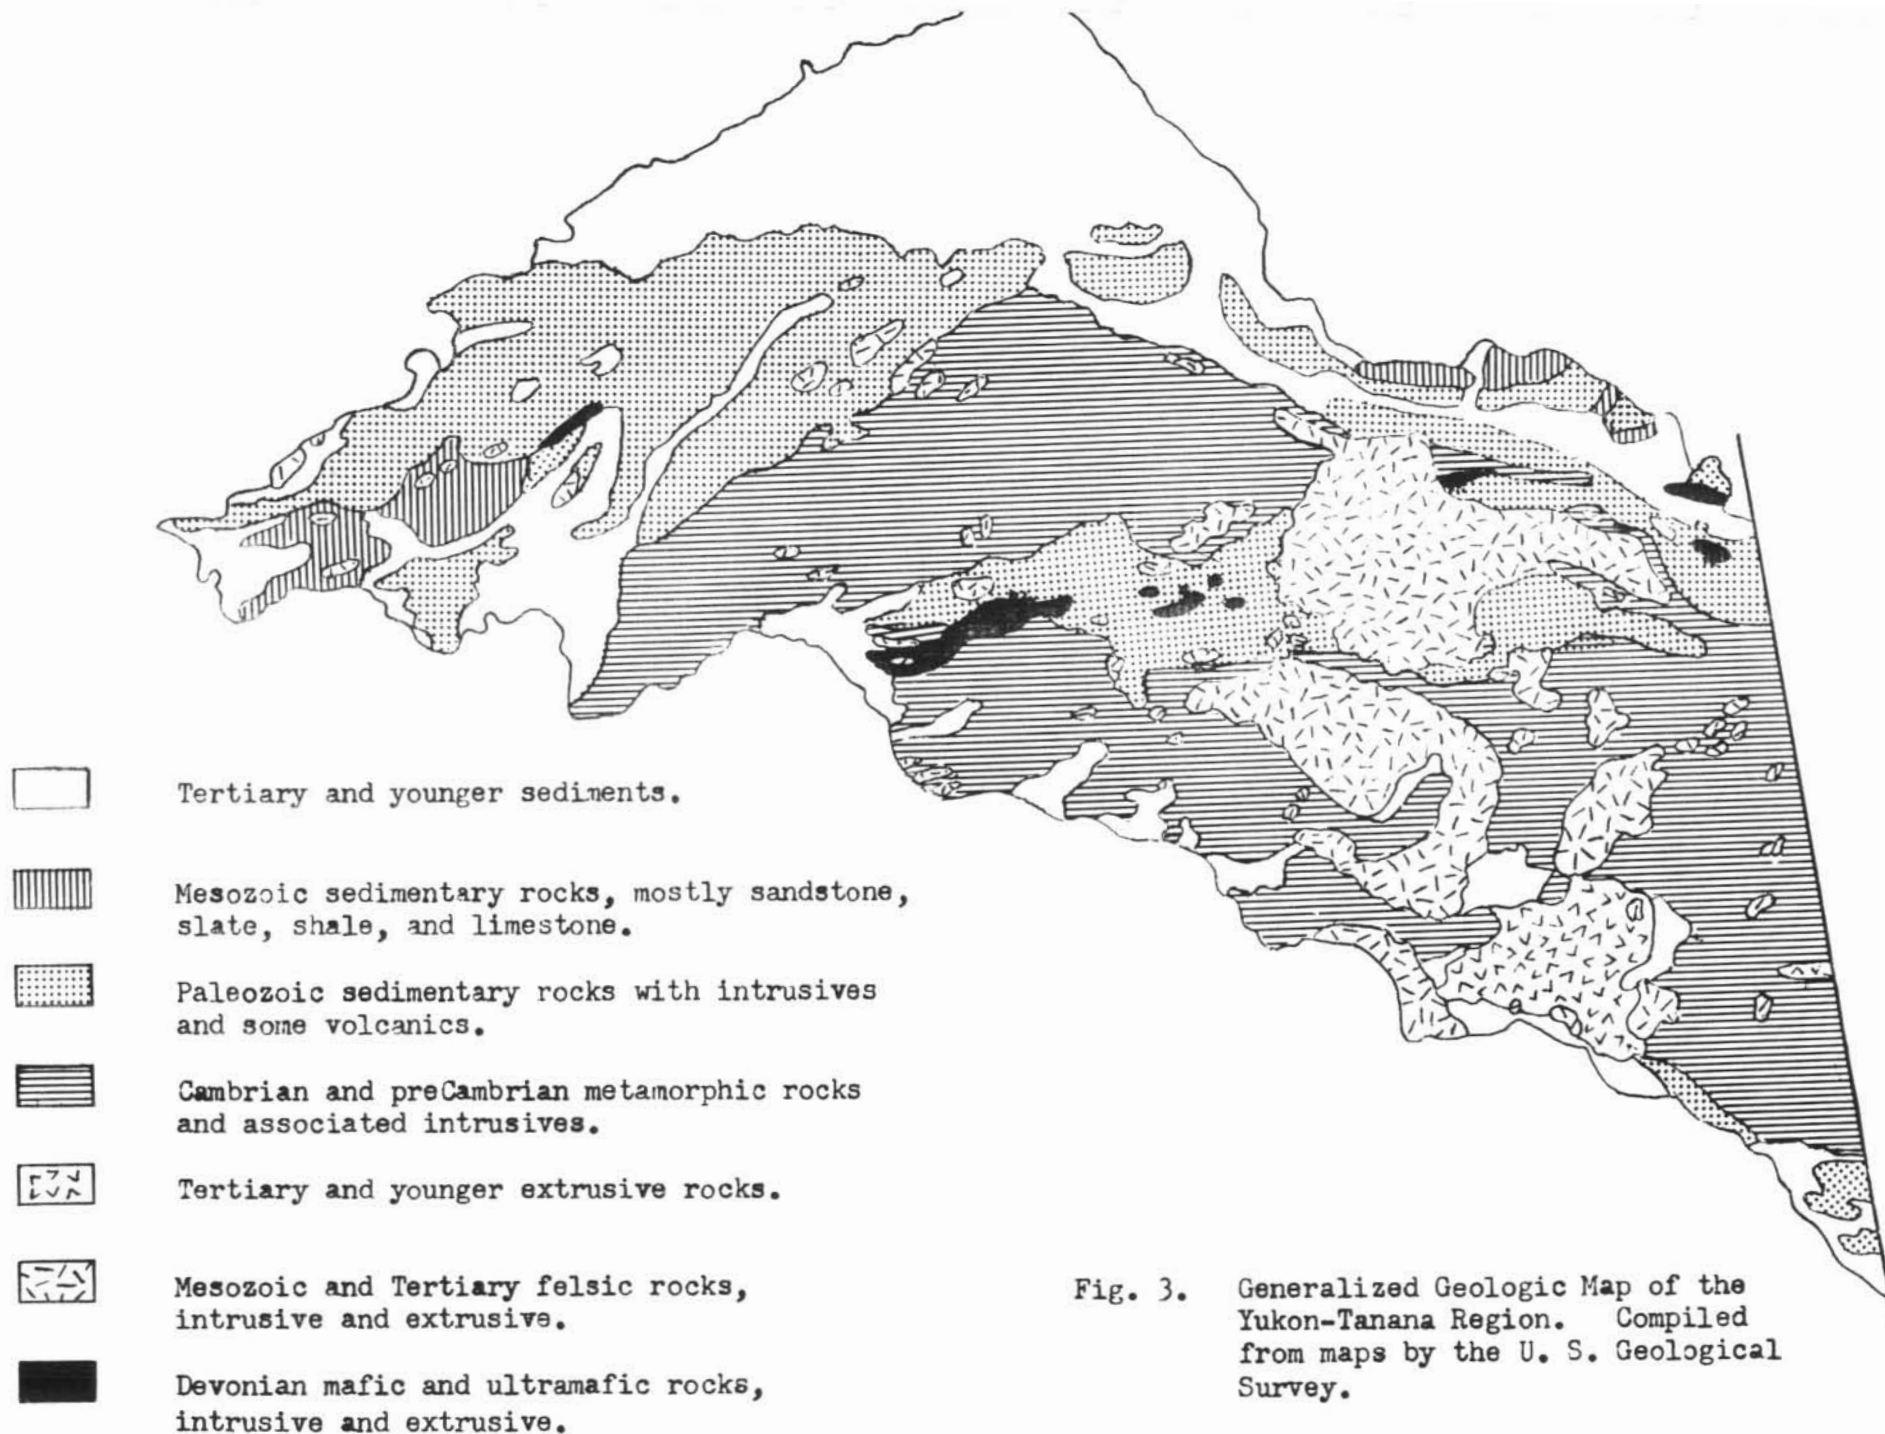 Tertiary and younger sediments.
Mesozoic sedimentary rocks, mostly sandstone,
slate, shale, and limestone.
Paleozoic sedimentary rocks with intrusives
and some volcanics.
Cambrian and preCambrian metamorphic rocks
and associated intrusives.
Tertiary and younger extrusive rocks.
Mesozoic and Tertiary felsic rocks,
intrusive and extrusive.
Devonian mafic and ultramafic rocks,
intrusive and extrusive.
Fig. 3. Generalized Geologic Map of the
Yukon-Tanana Region. Compiled
from maps by the U. S. Geological
Survey.